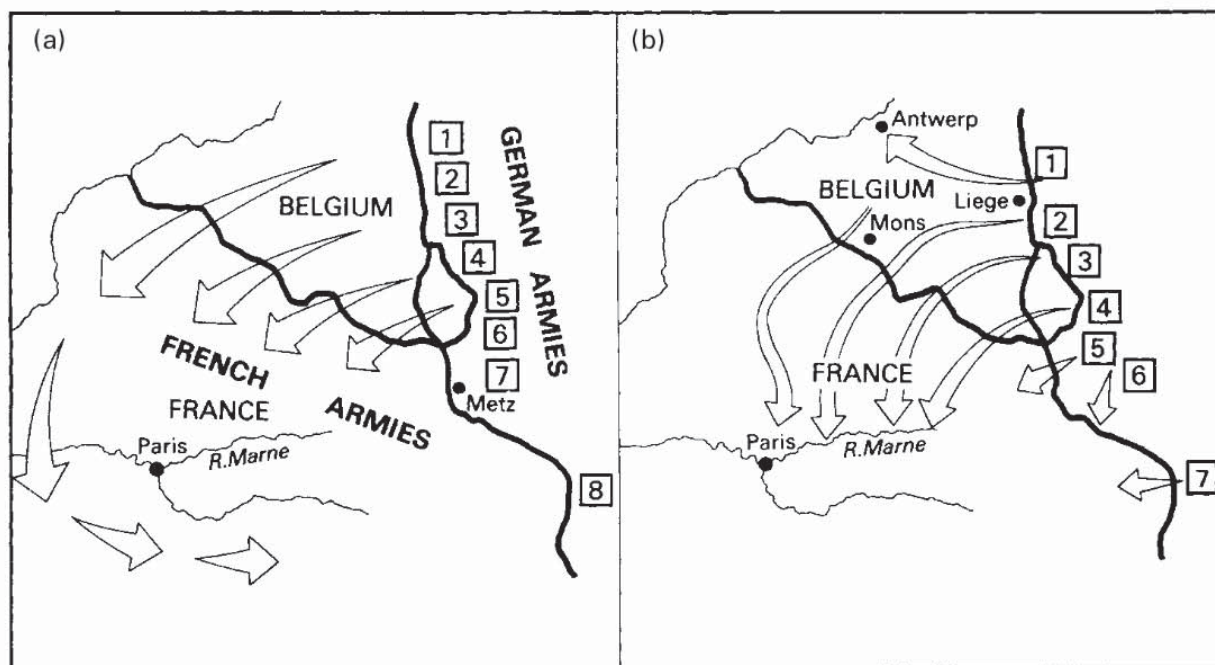 (a)
1
2
BELGIUM
3
4
5
6
7
8
GERMAN ARMIES
FRENCH
ARMIES
FRANCE
Metz
Paris
R.Marne
(b)
Antwerp
1
BELGIUM
Liege
2
Mons
3
4
5
6
FRANCE
Paris
R.Marne
7